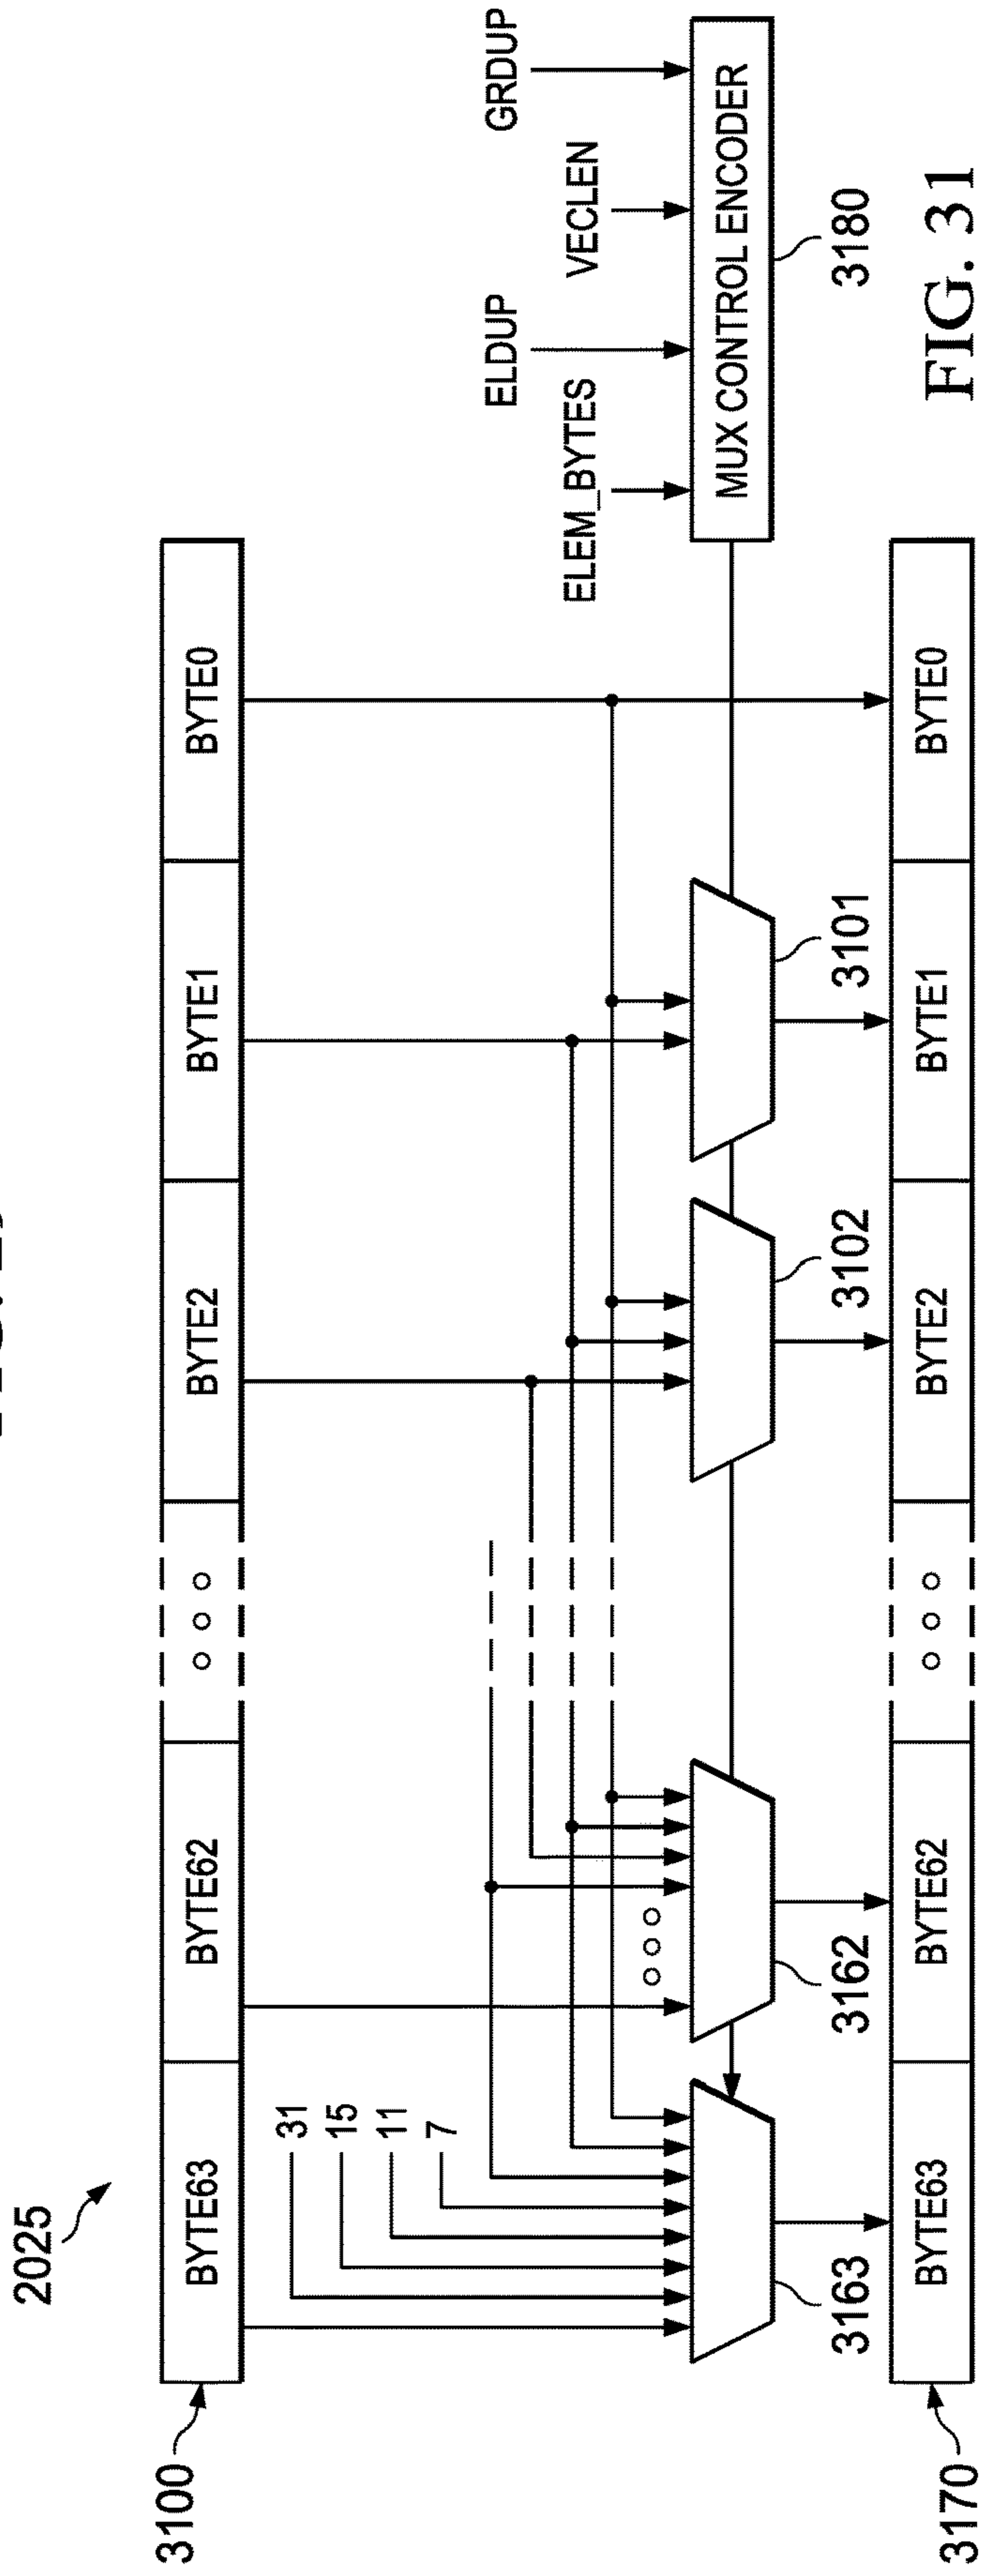 2025
3100
BYTE63 BYTE62 BYTE2 BYTE1 BYTE0
31
15
11
7
ELDUP GRDUP
ELEM_BYTES VECLEN
MUX CONTROL ENCODER
3163 3162 3102 3101 3180
BYTE63 BYTE62 BYTE2 BYTE1 BYTE0
3170
FIG. 31